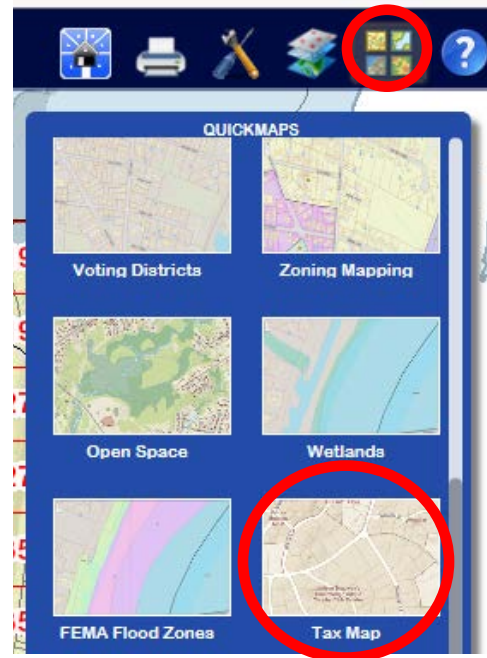 ?
QUICKMAPS
Voting Districts
Zoning Mapping
Open Space
Wetlands
FEMA Flood Zones
Tax Map